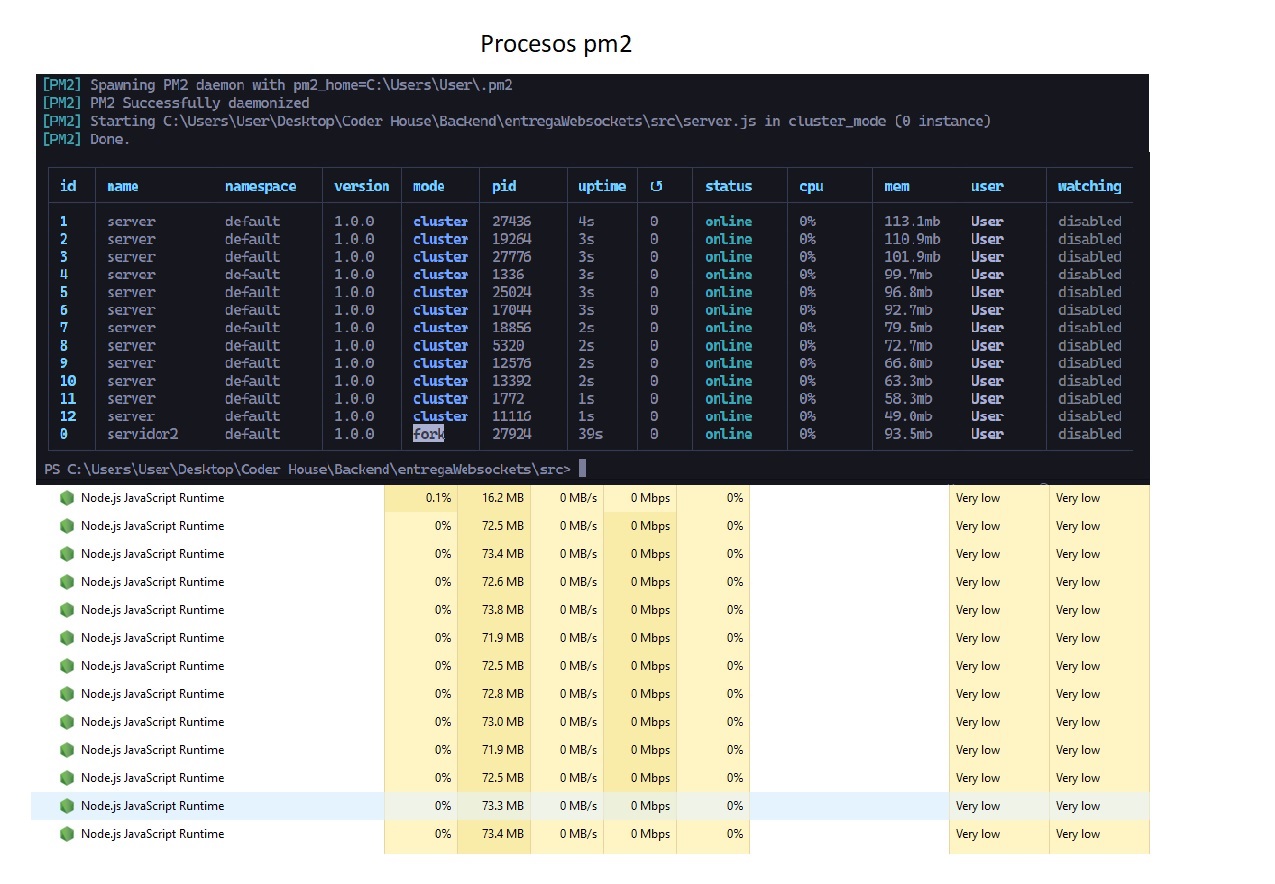 Procesos pm2
[PM2] Spawning PM2 daemon with pm2_home=C:\Users\User\.pm2
[PM2] PM2 Successfully daemonized
[PM2] Starting C:\Users\User\Desktop\Coder House\Backend\entregaWebsockets\src\server.js in cluster_mode (0 instance)
[PM2] Done.
id name namespace version mode pid uptime ↺ status cpu mem user watching
1 server default 1.0.0 cluster 27436 4s 0 online 0% 113.1mb User disabled
2 server default 1.0.0 cluster 19264 3s 0 online 0% 110.9mb User disabled
3 server default 1.0.0 cluster 27776 3s 0 online 0% 101.9mb User disabled
4 server default 1.0.0 cluster 1336 3s 0 online 0% 99.7mb User disabled
5 server default 1.0.0 cluster 25024 3s 0 online 0% 96.8mb User disabled
6 server default 1.0.0 cluster 17044 3s 0 online 0% 92.7mb User disabled
7 server default 1.0.0 cluster 18856 2s 0 online 0% 79.5mb User disabled
8 server default 1.0.0 cluster 5320 2s 0 online 0% 72.7mb User disabled
9 server default 1.0.0 cluster 12576 2s 0 online 0% 66.8mb User disabled
10 server default 1.0.0 cluster 13392 2s 0 online 0% 63.3mb User disabled
11 server default 1.0.0 cluster 1772 1s 0 online 0% 58.3mb User disabled
12 server default 1.0.0 cluster 11116 1s 0 online 0% 49.0mb User disabled
0 servidor2 default 1.0.0 fork 27924 39s 0 online 0% 93.5mb User disabled
PS C:\Users\User\Desktop\Coder House\Backend\entregaWebsockets\src>
Node.js JavaScript Runtime 0.1% 16.2 MB 0 MB/s 0 Mbps 0% Very low Very low
Node.js JavaScript Runtime 0% 72.5 MB 0 MB/s 0 Mbps 0% Very low Very low
Node.js JavaScript Runtime 0% 73.4 MB 0 MB/s 0 Mbps 0% Very low Very low
Node.js JavaScript Runtime 0% 72.6 MB 0 MB/s 0 Mbps 0% Very low Very low
Node.js JavaScript Runtime 0% 73.8 MB 0 MB/s 0 Mbps 0% Very low Very low
Node.js JavaScript Runtime 0% 71.9 MB 0 MB/s 0 Mbps 0% Very low Very low
Node.js JavaScript Runtime 0% 72.5 MB 0 MB/s 0 Mbps 0% Very low Very low
Node.js JavaScript Runtime 0% 72.8 MB 0 MB/s 0 Mbps 0% Very low Very low
Node.js JavaScript Runtime 0% 73.0 MB 0 MB/s 0 Mbps 0% Very low Very low
Node.js JavaScript Runtime 0% 71.9 MB 0 MB/s 0 Mbps 0% Very low Very low
Node.js JavaScript Runtime 0% 72.5 MB 0 MB/s 0 Mbps 0% Very low Very low
Node.js JavaScript Runtime 0% 73.3 MB 0 MB/s 0 Mbps 0% Very low Very low
Node.js JavaScript Runtime 0% 73.4 MB 0 MB/s 0 Mbps 0% Very low Very low